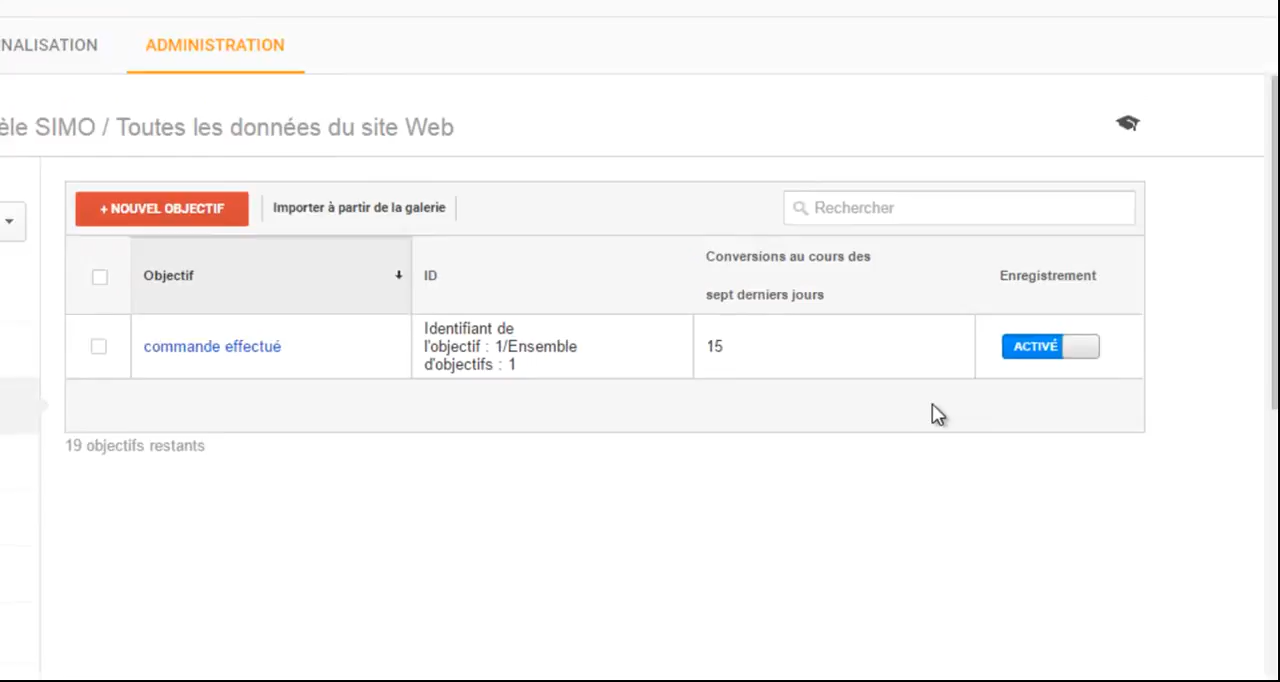 NALISATION ADMINISTRATION
èle SIMO / Toutes les données du site Web
+ NOUVEL OBJECTIF Importer à partir de la galerie Rechercher
Objectif ID Conversions au cours des
sept derniers jours Enregistrement
commande effectué Identifiant de
l'objectif : 1/Ensemble
d'objectifs : 1 15 ACTIVÉ
19 objectifs restants